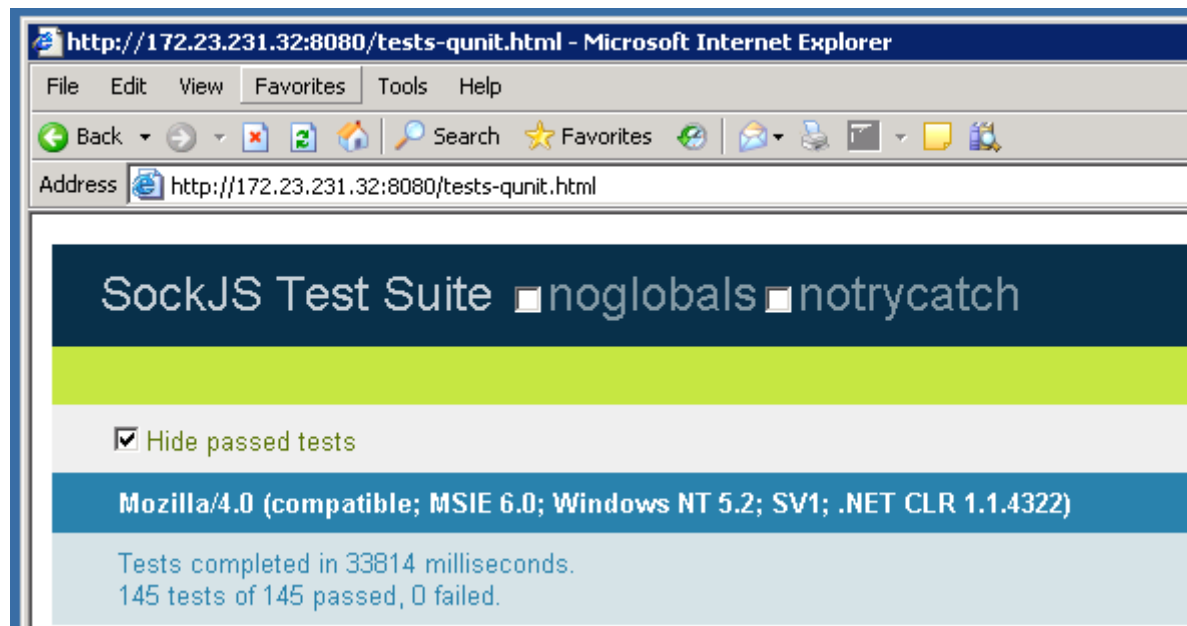 http://172.23.231.32:8080/tests-qunit.html - Microsoft Internet Explorer
File Edit View Favorites Tools Help
Back Search Favorites
Address http://172.23.231.32:8080/tests-qunit.html
SockJS Test Suite noglobals notrycatch
Hide passed tests
Mozilla/4.0 (compatible; MSIE 6.0; Windows NT 5.2; SV1; .NET CLR 1.1.4322)
Tests completed in 33814 milliseconds.
145 tests of 145 passed, 0 failed.